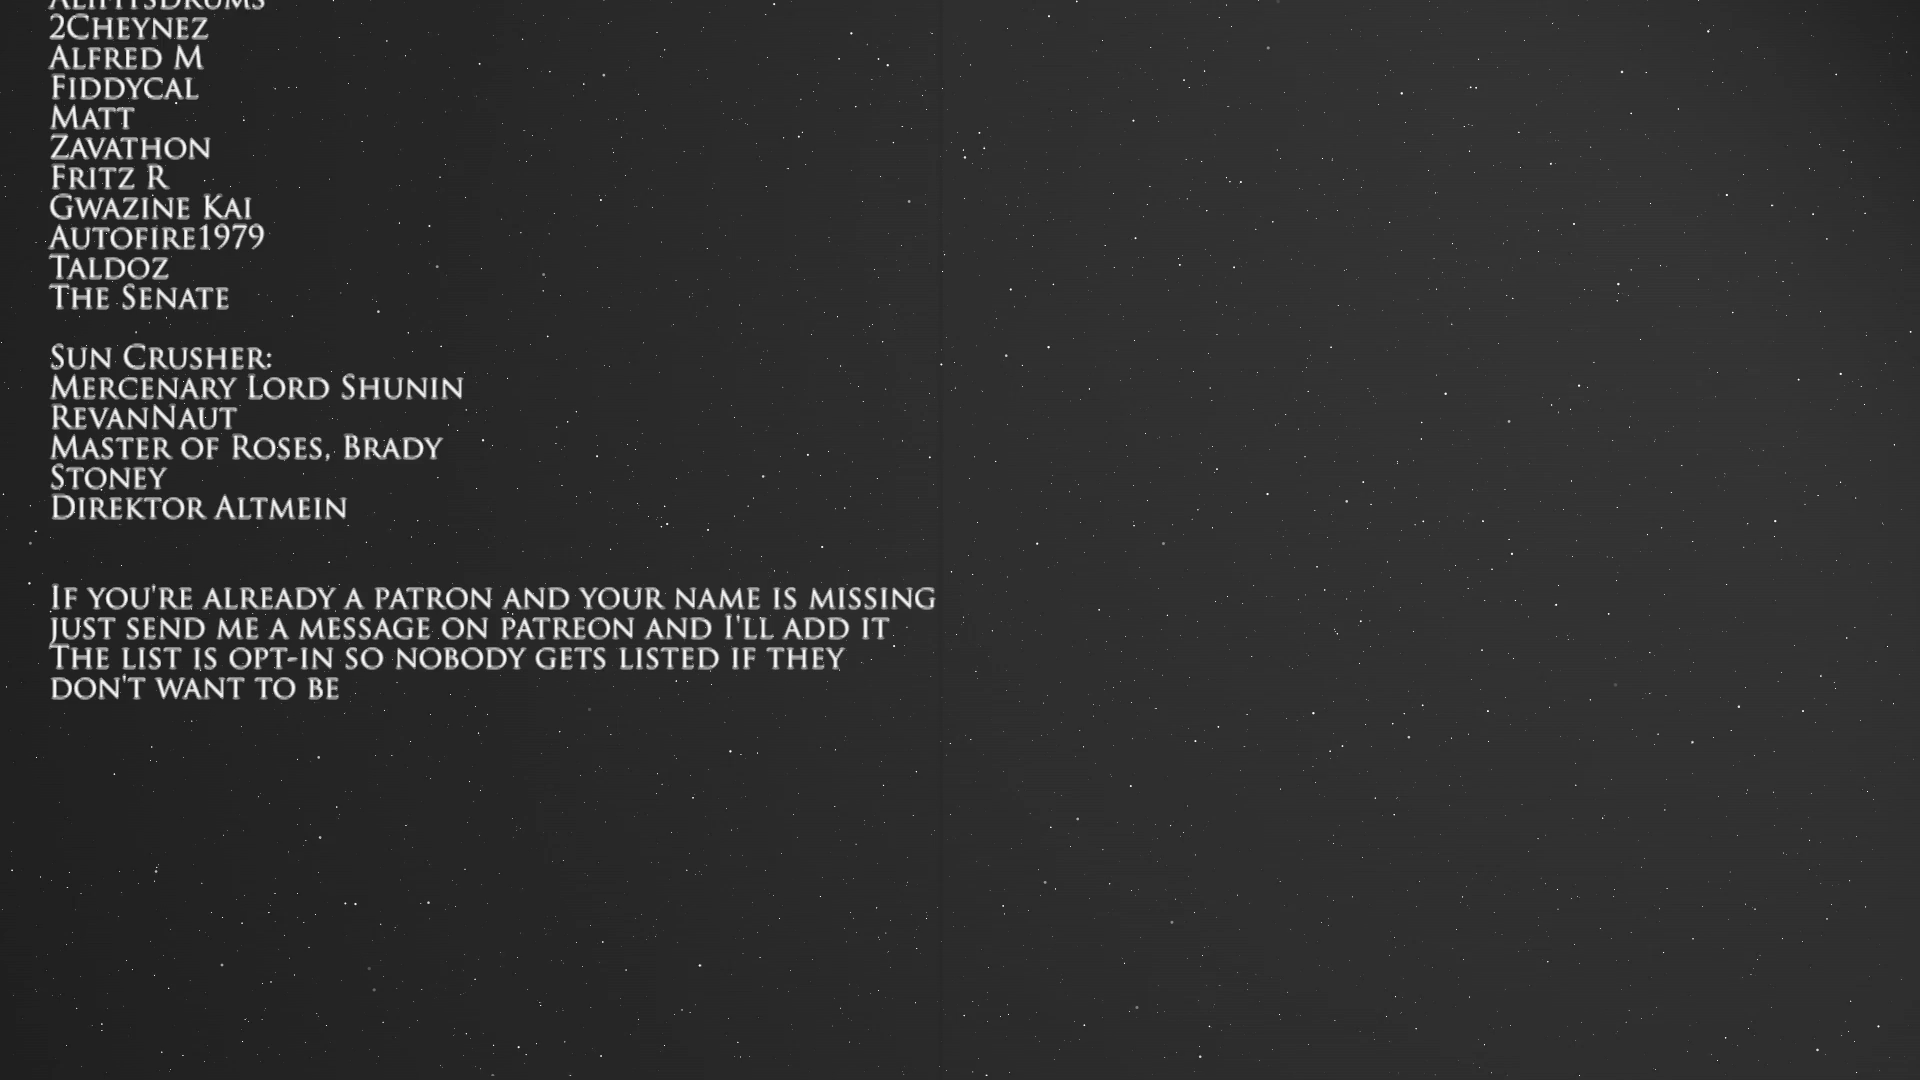 2Cheynez
Alfred M
Fiddycal
Matt
Zavathon
Fritz R
Gwazine Kai
Autofire1979
Taldoz
The Senate
Sun Crusher:
Mercenary Lord Shunin
RevanNaut
Master of Roses, Brady
Stoney
Direktor Altmein
If you're already a patron and your name is missing
just send me a message on Patreon and I'll add it
The list is opt-in so nobody gets listed if they
don't want to be